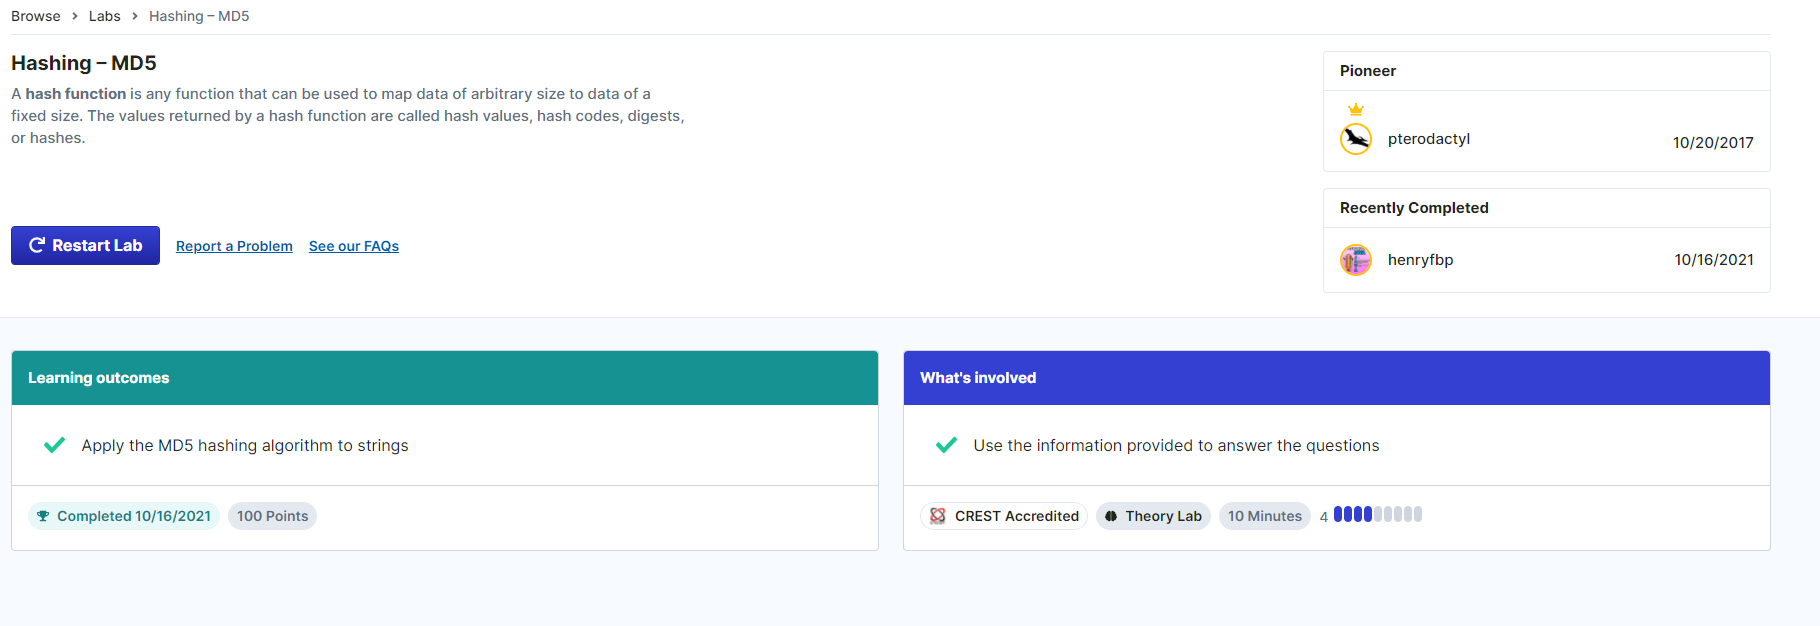 Browse > Labs > Hashing – MD5
Hashing – MD5
A hash function is any function that can be used to map data of arbitrary size to data of a
fixed size. The values returned by a hash function are called hash values, hash codes, digests,
or hashes.
Restart Lab
Report a Problem
See our FAQs
Pioneer
pterodactyl
10/20/2017
Recently Completed
henryfbp
10/16/2021
Learning outcomes
Apply the MD5 hashing algorithm to strings
Completed 10/16/2021
100 Points
What's involved
Use the information provided to answer the questions
CREST Accredited
Theory Lab
10 Minutes
4